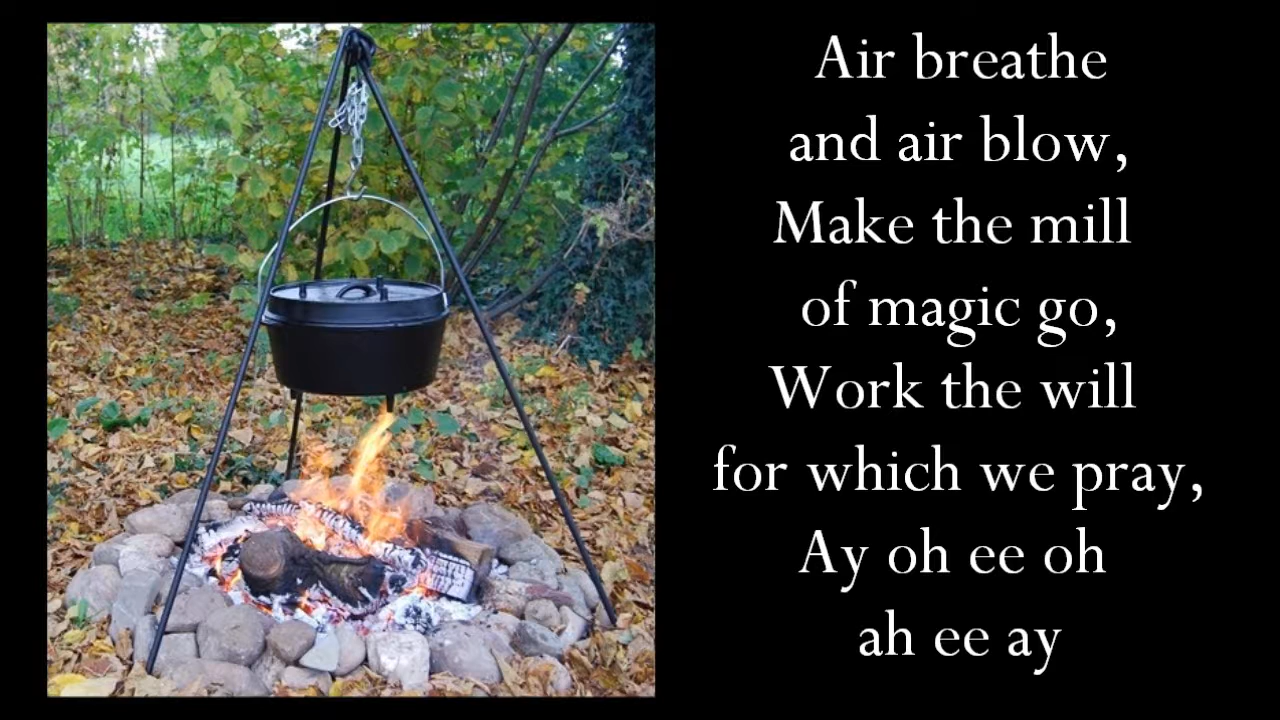 Air breathe
and air blow,
Make the mill
of magic go,
Work the will
for which we pray,
Ay oh ee oh
ah ee ay